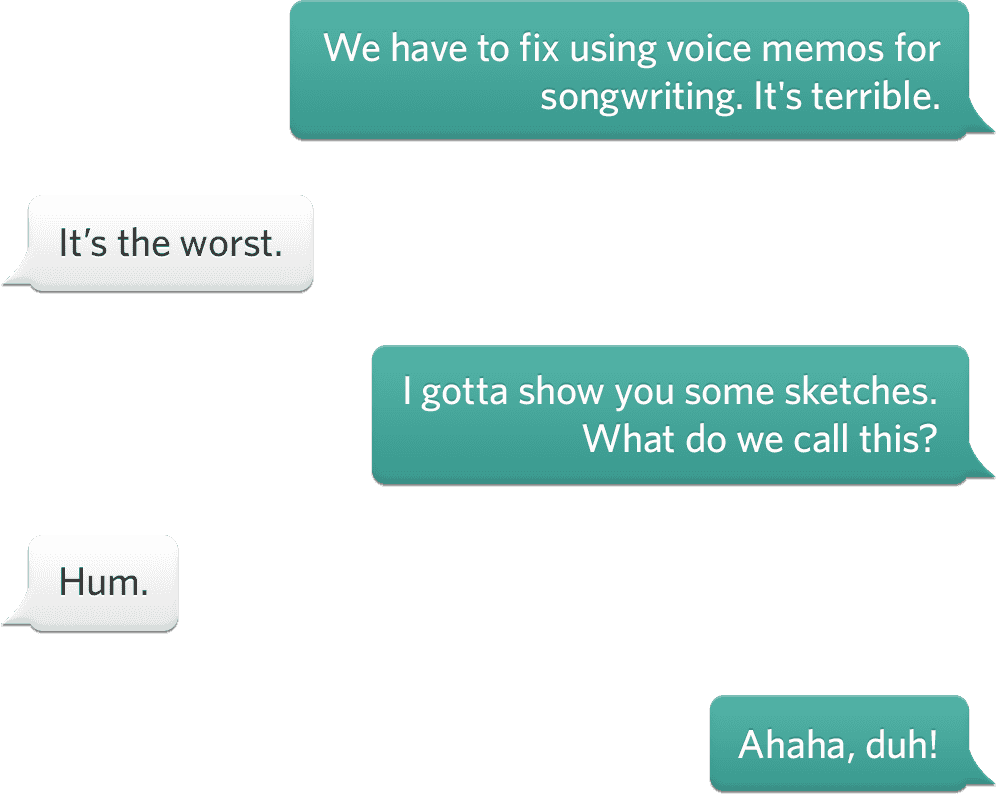 We have to fix using voice memos for
songwriting. It's terrible.
It’s the worst.
I gotta show you some sketches.
What do we call this?
Hum.
Ahaha, duh!